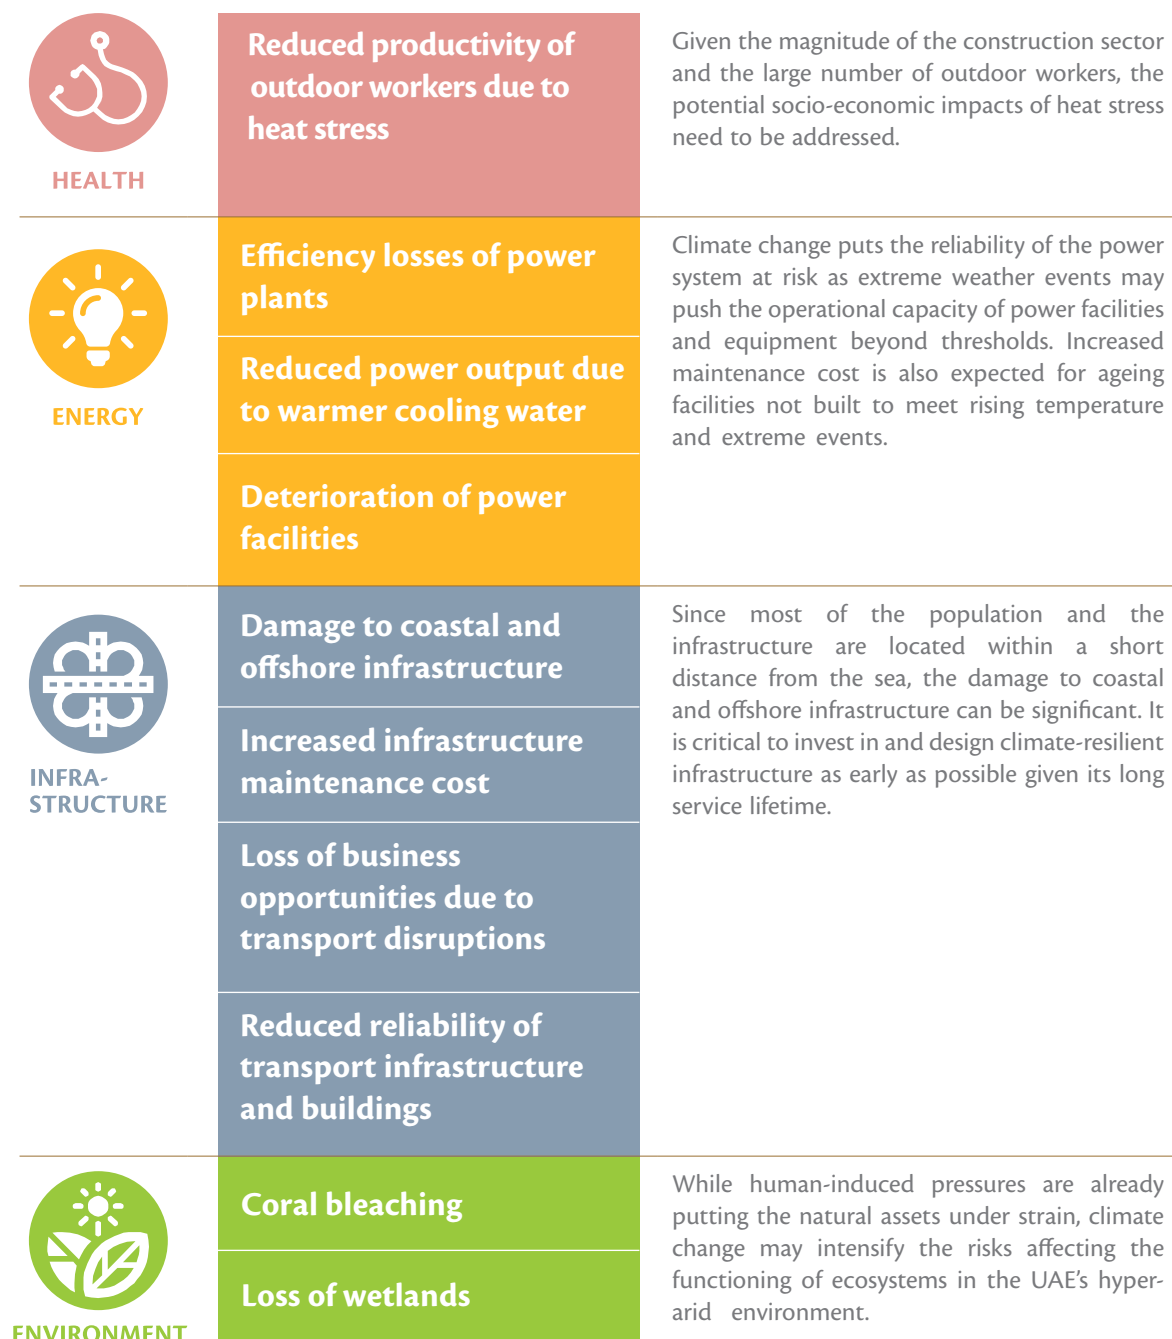 HEALTH
Reduced productivity of
outdoor workers due to
heat stress
Given the magnitude of the construction sector
and the large number of outdoor workers, the
potential socio-economic impacts of heat stress
need to be addressed.
ENERGY
Efficiency losses of power
plants
Reduced power output due
to warmer cooling water
Deterioration of power
facilities
Climate change puts the reliability of the power
system at risk as extreme weather events may
push the operational capacity of power facilities
and equipment beyond thresholds. Increased
maintenance cost is also expected for ageing
facilities not built to meet rising temperature
and extreme events.
INFRA-
STRUCTURE
Damage to coastal and
offshore infrastructure
Increased infrastructure
maintenance cost
Loss of business
opportunities due to
transport disruptions
Reduced reliability of
transport infrastructure
and buildings
Since most of the population and the
infrastructure are located within a short
distance from the sea, the damage to coastal
and offshore infrastructure can be significant. It
is critical to invest in and design climate-resilient
infrastructure as early as possible given its long
service lifetime.
ENVIRONMENT
Coral bleaching
Loss of wetlands
While human-induced pressures are already
putting the natural assets under strain, climate
change may intensify the risks affecting the
functioning of ecosystems in the UAE's hyper-
arid environment.